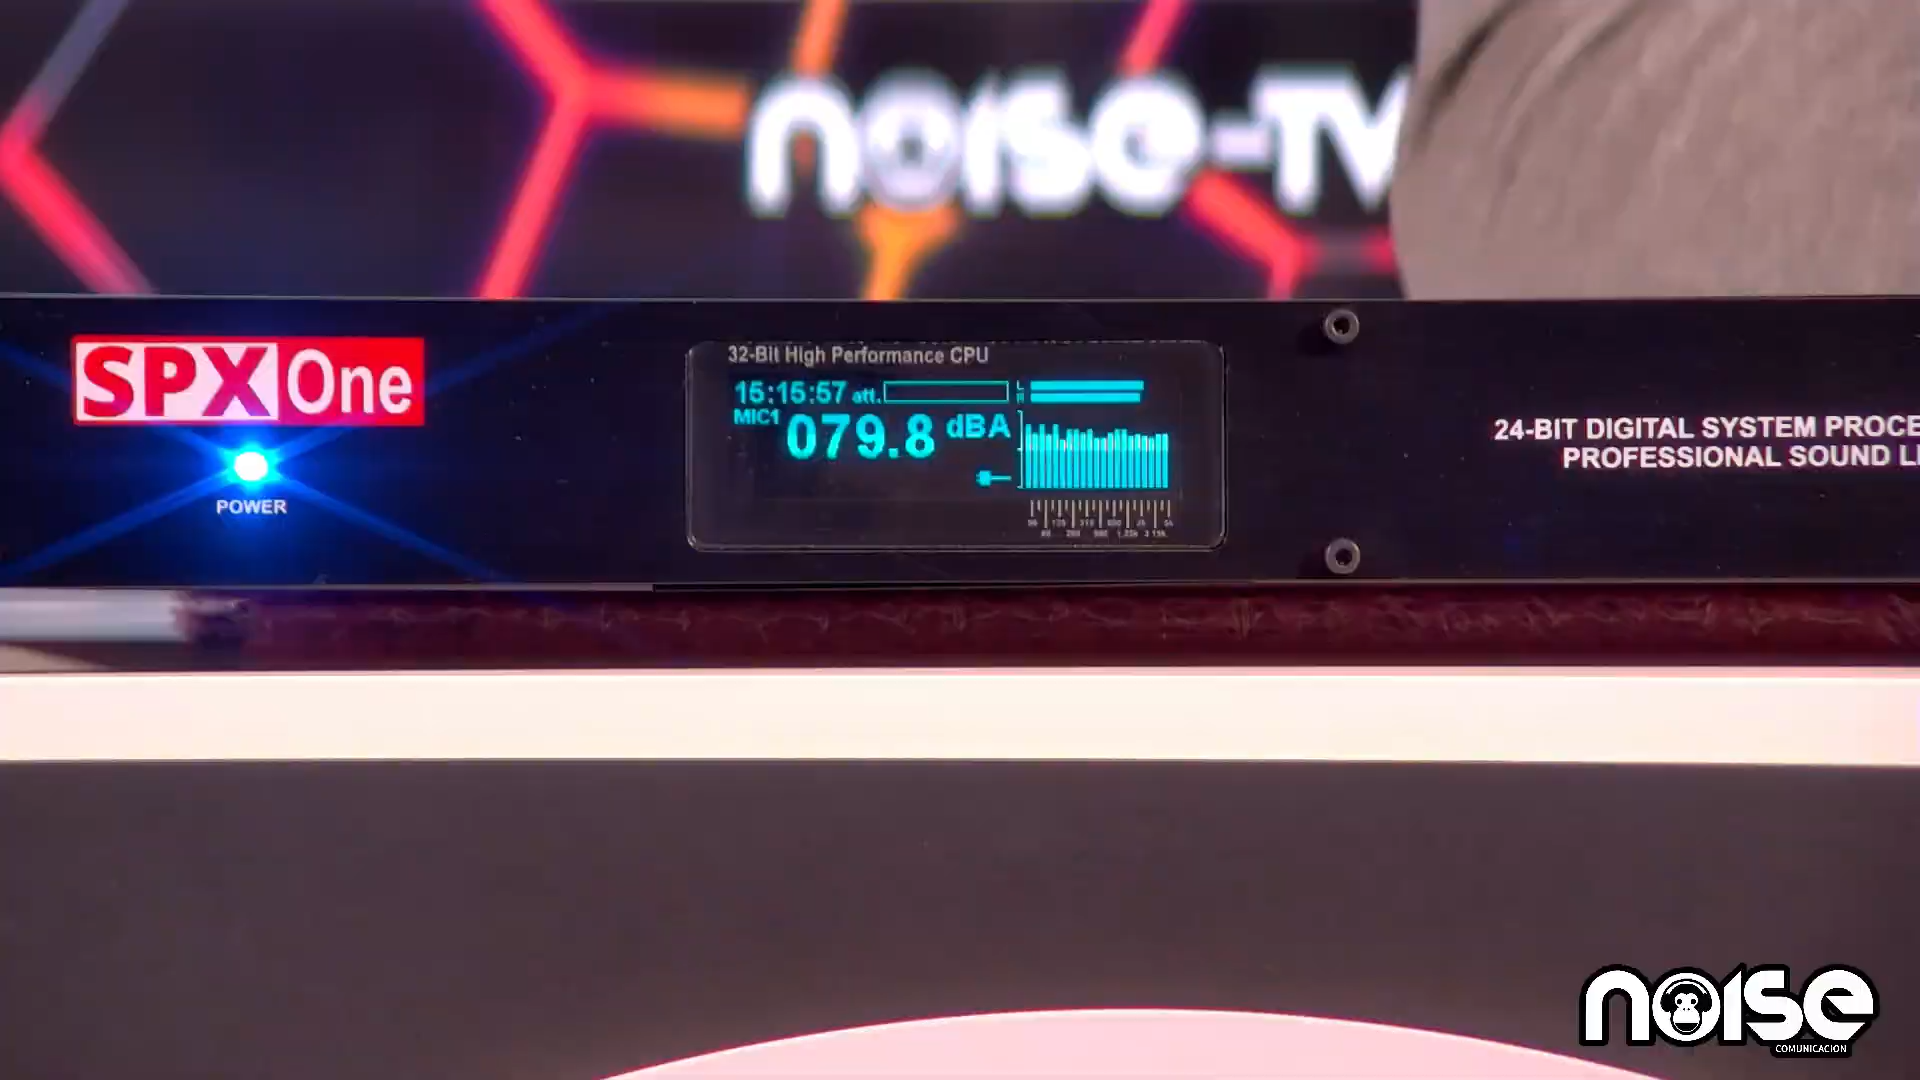 noise-TV
SPX One
POWER
32-Bit High Performance CPU
15:15:57 att.
MIC1
079.8 dBA
24-BIT DIGITAL SYSTEM PROCE
PROFESSIONAL SOUND LI
noise
COMUNICACION